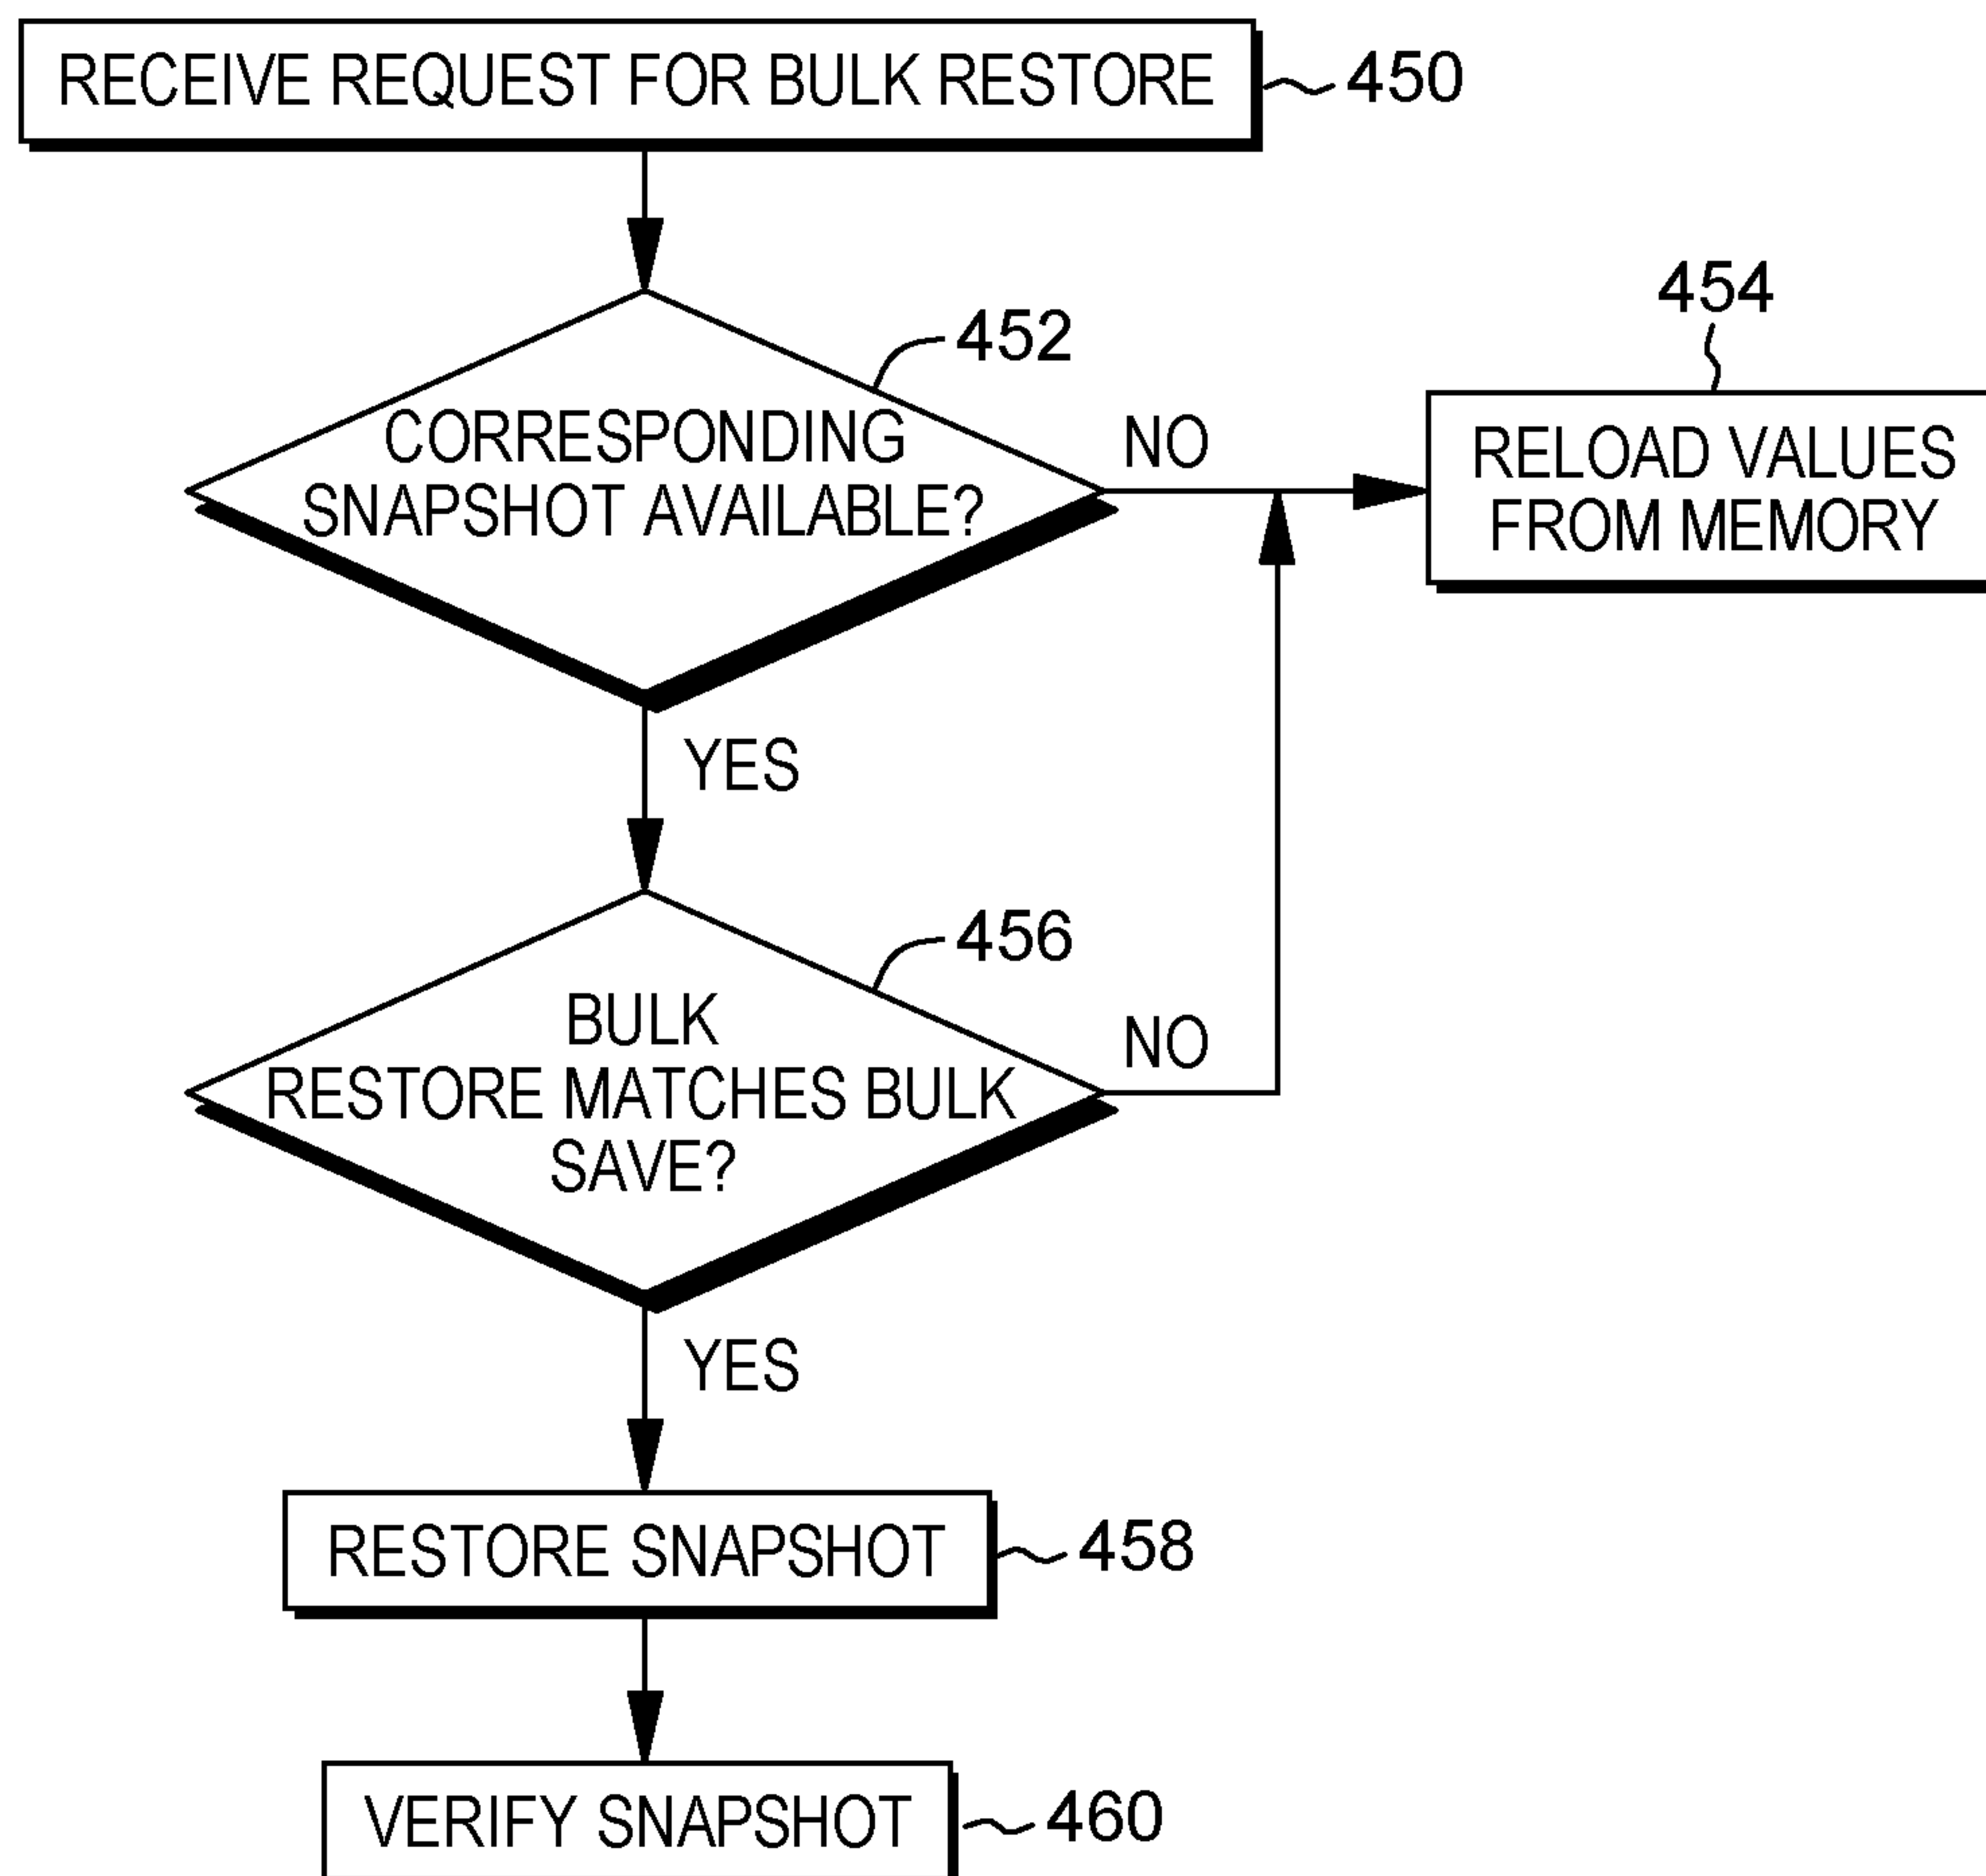 RECEIVE REQUEST FOR BULK RESTORE
450
452
454
CORRESPONDING
SNAPSHOT AVAILABLE?
NO
RELOAD VALUES
FROM MEMORY
YES
456
BULK
RESTORE MATCHES BULK
SAVE?
NO
YES
RESTORE SNAPSHOT
458
VERIFY SNAPSHOT
460